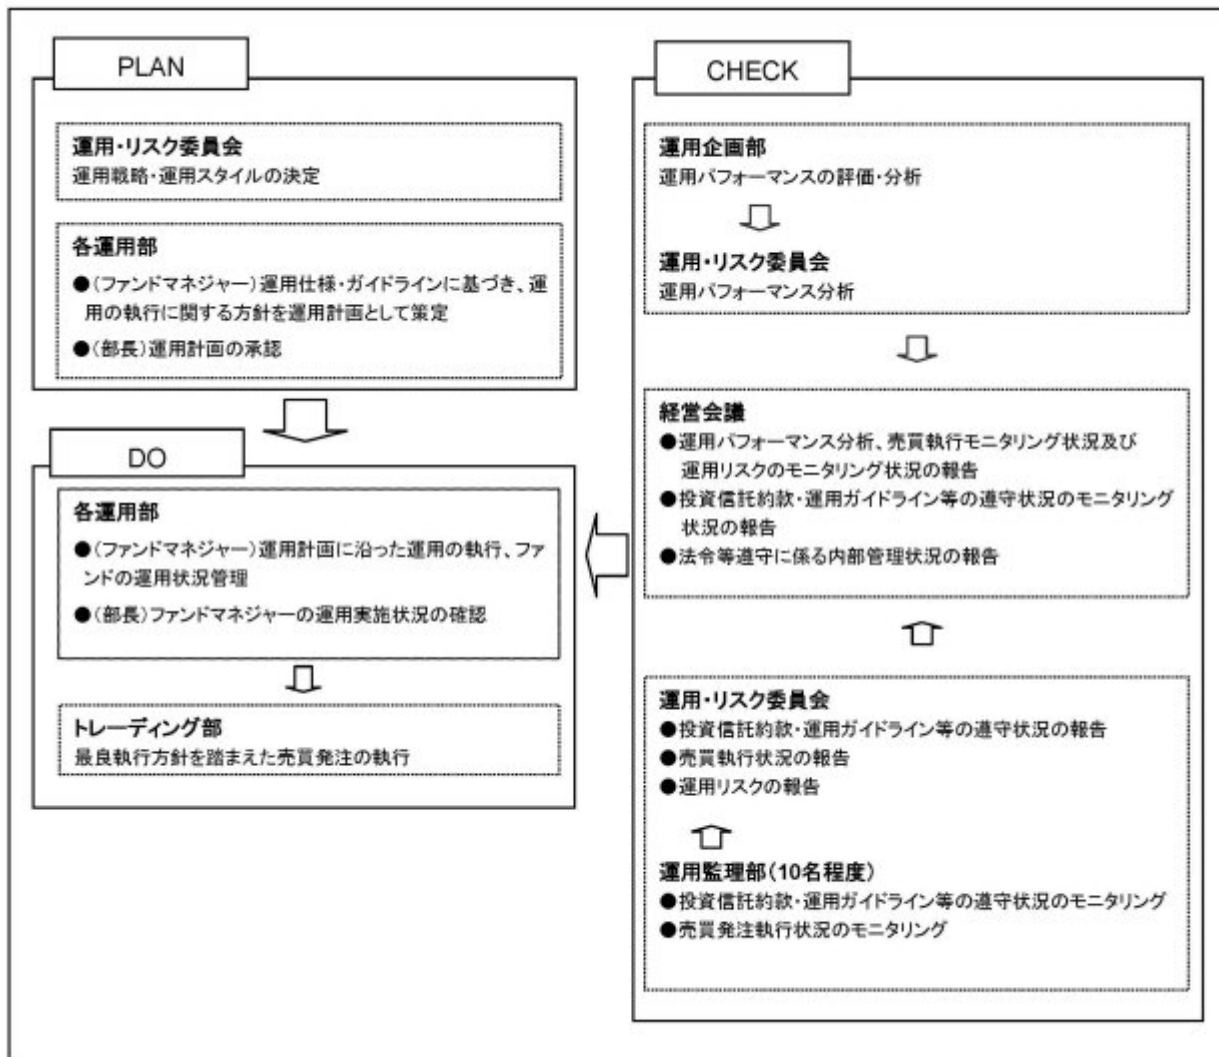 PLAN
運用・リスク委員会
運用戦略・運用スタイルの決定
各運用部
●(ファンドマネジャー)運用仕様・ガイドラインに基づき、運
用の執行に関する方針を運用計画として策定
●(部長)運用計画の承認
DO
各運用部
●(ファンドマネジャー)運用計画に沿った運用の執行、ファ
ンドの運用状況管理
●(部長)ファンドマネジャーの運用実施状況の確認
トレーディング部
最良執行方針を踏まえた売買発注の執行
CHECK
運用企画部
運用パフォーマンスの評価・分析
運用・リスク委員会
運用パフォーマンス分析
経営会議
●運用パフォーマンス分析、売買執行モニタリング状況及び
運用リスクのモニタリング状況の報告
●投資信託約款・運用ガイドライン等の遵守状況のモニタリング
状況の報告
●法令等遵守に係る内部管理状況の報告
運用・リスク委員会
●投資信託約款・運用ガイドライン等の遵守状況の報告
●売買執行状況の報告
●運用リスクの報告
運用監理部(10名程度)
●投資信託約款・運用ガイドライン等の遵守状況のモニタリング
●売買発注執行状況のモニタリング